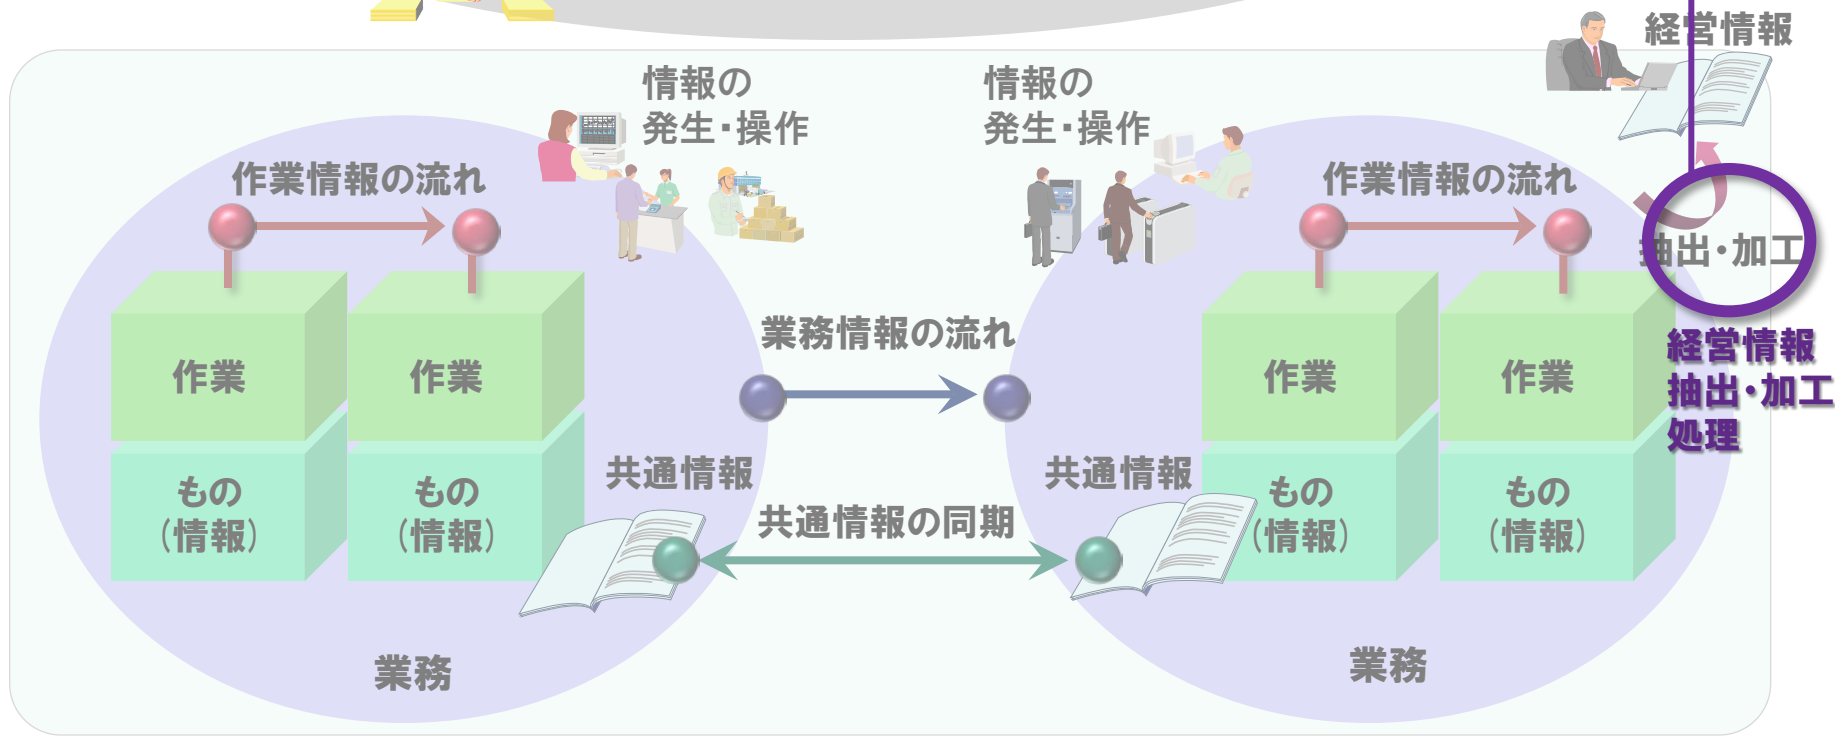 経営情報
情報の
発生・操作
情報の
発生・操作
作業情報の流れ
作業情報の流れ
抽出・加工
業務情報の流れ
経営情報
抽出・加工
処理
作業
作業
作業
作業
共通情報
共通情報
もの
(情報)
もの
(情報)
もの
(情報)
もの
(情報)
共通情報の同期
業務
業務